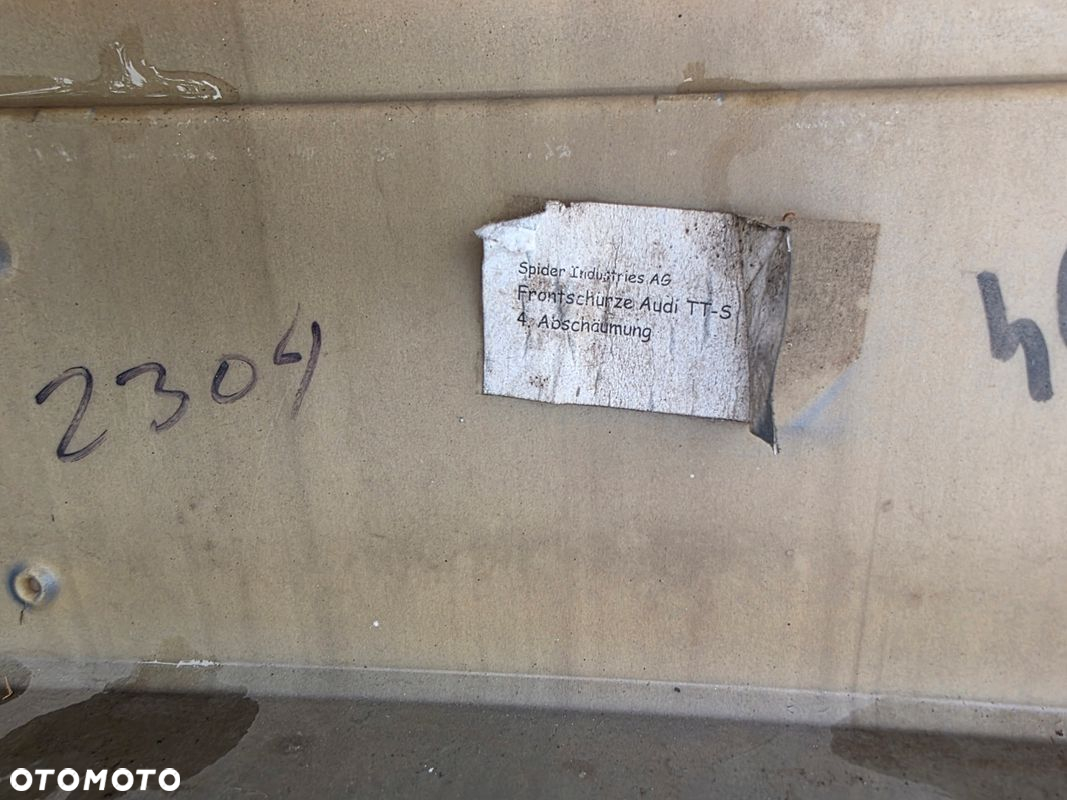 Spider Industries AG
Frontschürze Audi TT-S
4. Abschäumung
2304
OTOMOTO